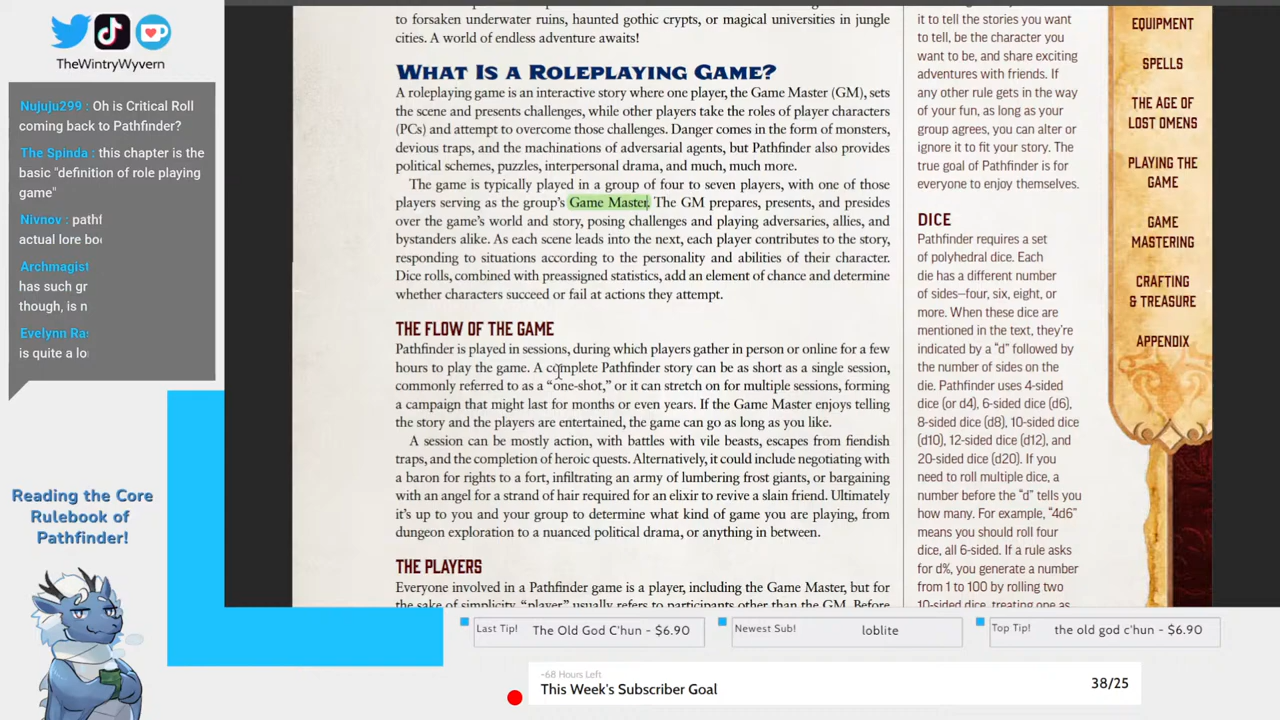 TheWintryWyvern
Nujuju299 : Oh is Critical Roll
coming back to Pathfinder?
The Spinda : this chapter is the
basic "definition of role playing
game"
Nivnov : pathf
actual lore boo
Archmagist
has such gr
though, is n
Evelynn Ras
is quite a lo
Reading the Core
Rulebook of
Pathfinder!
to forsaken underwater ruins, haunted gothic crypts, or magical universities in jungle
cities. A world of endless adventure awaits!
WHAT IS A ROLEPLAYING GAME?
A roleplaying game is an interactive story where one player, the Game Master (GM), sets
the scene and presents challenges, while other players take the roles of player characters
(PCs) and attempt to overcome those challenges. Danger comes in the form of monsters,
devious traps, and the machinations of adversarial agents, but Pathfinder also provides
political schemes, puzzles, interpersonal drama, and much, much more.
The game is typically played in a group of four to seven players, with one of those
players serving as the group's Game Master. The GM prepares, presents, and presides
over the game's world and story, posing challenges and playing adversaries, allies, and
bystanders alike. As each scene leads into the next, each player contributes to the story,
responding to situations according to the personality and abilities of their character.
Dice rolls, combined with preassigned statistics, add an element of chance and determine
whether characters succeed or fail at actions they attempt.
THE FLOW OF THE GAME
Pathfinder is played in sessions, during which players gather in person or online for a few
hours to play the game. A complete Pathfinder story can be as short as a single session,
commonly referred to as a “one-shot,” or it can stretch on for multiple sessions, forming
a campaign that might last for months or even years. If the Game Master enjoys telling
the story and the players are entertained, the game can go as long as you like.
A session can be mostly action, with battles with vile beasts, escapes from fiendish
traps, and the completion of heroic quests. Alternatively, it could include negotiating with
a baron for rights to a fort, infiltrating an army of lumbering frost giants, or bargaining
with an angel for a strand of hair required for an elixir to revive a slain friend. Ultimately
it's up to you and your group to determine what kind of game you are playing, from
dungeon exploration to a nuanced political drama, or anything in between.
THE PLAYERS
Everyone involved in a Pathfinder game is a player, including the Game Master, but for
the sake of simplicity, “player” usually refers to participants other than the GM. Before
it to tell the stories you want
to tell, be the character you
want to be, and share exciting
adventures with friends. If
any other rule gets in the way
of your fun, as long as your
group agrees, you can alter or
ignore it to fit your story. The
true goal of Pathfinder is for
everyone to enjoy themselves.
DICE
Pathfinder requires a set
of polyhedral dice. Each
die has a different number
of sides—four, six, eight, or
more. When these dice are
mentioned in the text, they're
indicated by a “d” followed by
the number of sides on the
die. Pathfinder uses 4-sided
dice (or d4), 6-sided dice (d6),
8-sided dice (d8), 10-sided dice
(d10), 12-sided dice (d12), and
20-sided dice (d20). If you
need to roll multiple dice, a
number before the “d” tells you
how many. For example, “4d6”
means you should roll four
dice, all 6-sided. If a rule asks
for d%, you generate a number
from 1 to 100 by rolling two
10-sided dice, treating one as
EQUIPMENT
SPELLS
THE AGE OF
LOST OMENS
PLAYING THE
GAME
GAME
MASTERING
CRAFTING
& TREASURE
APPENDIX
Last Tip! The Old God C'hun - $6.90
Newest Sub! loblite
Top Tip! the old god c'hun - $6.90
~68 Hours Left
This Week's Subscriber Goal 38/25